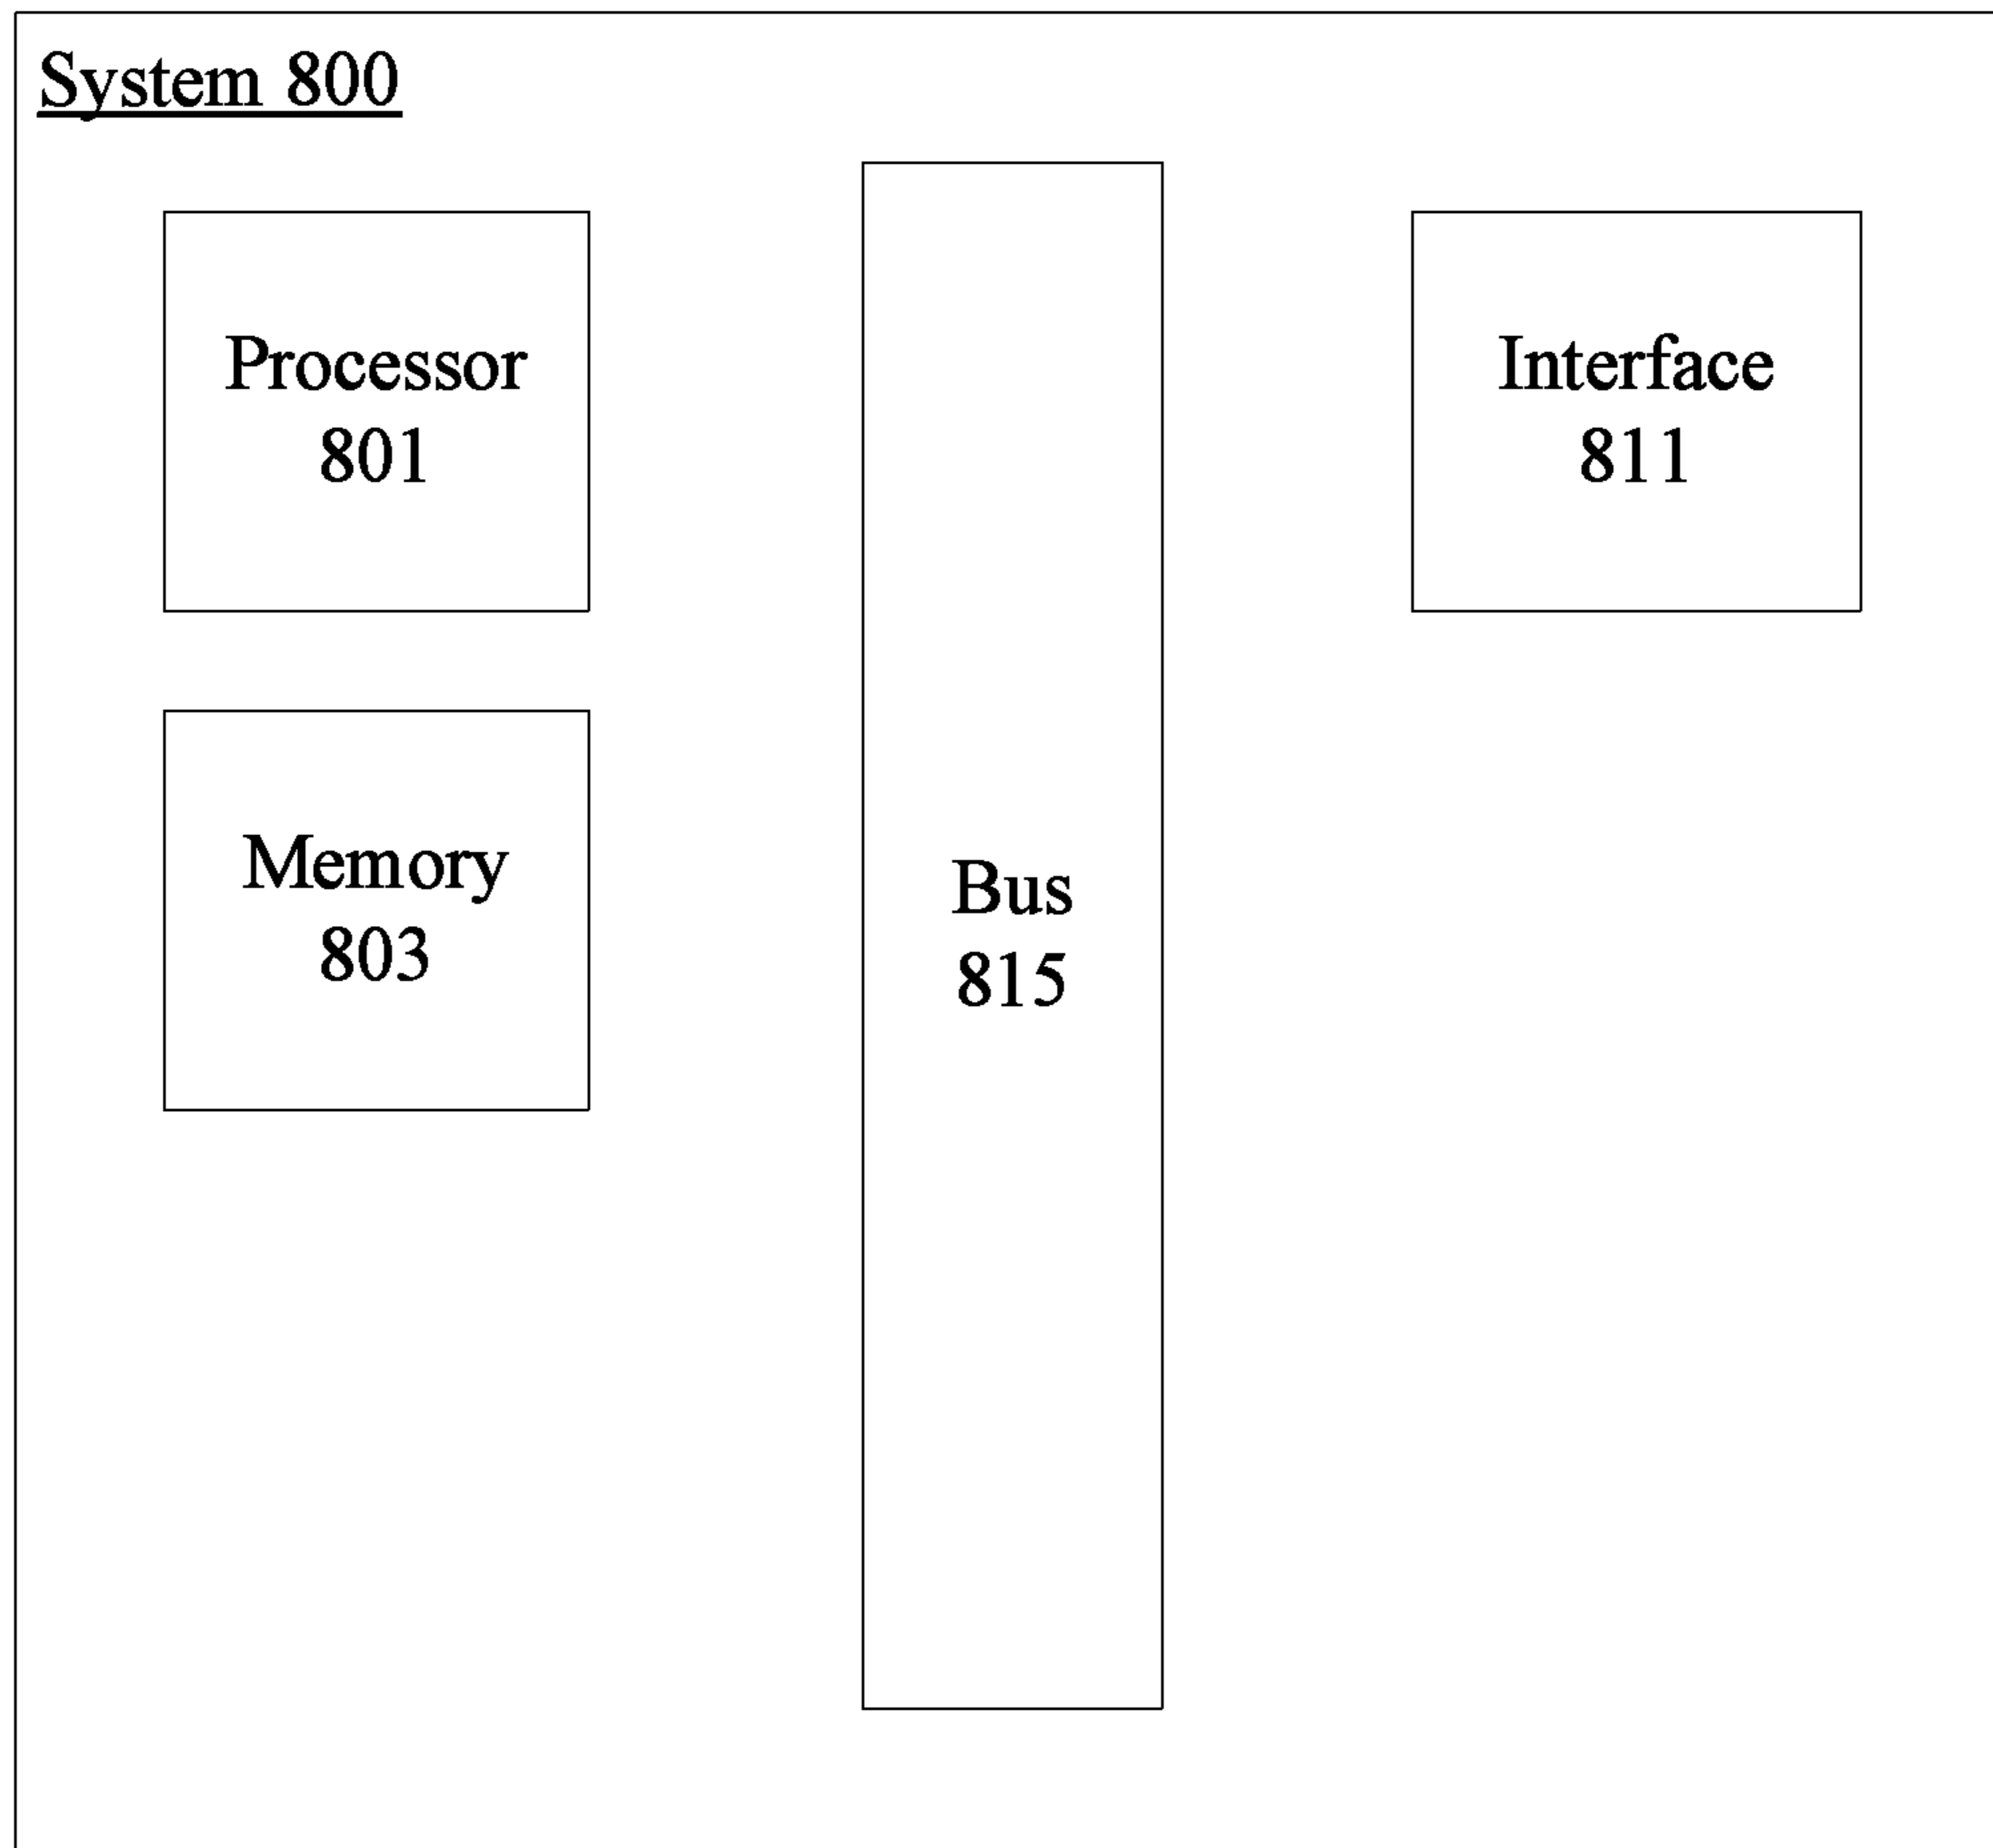 System 800
Processor
801
Interface
811
Memory
803
Bus
815